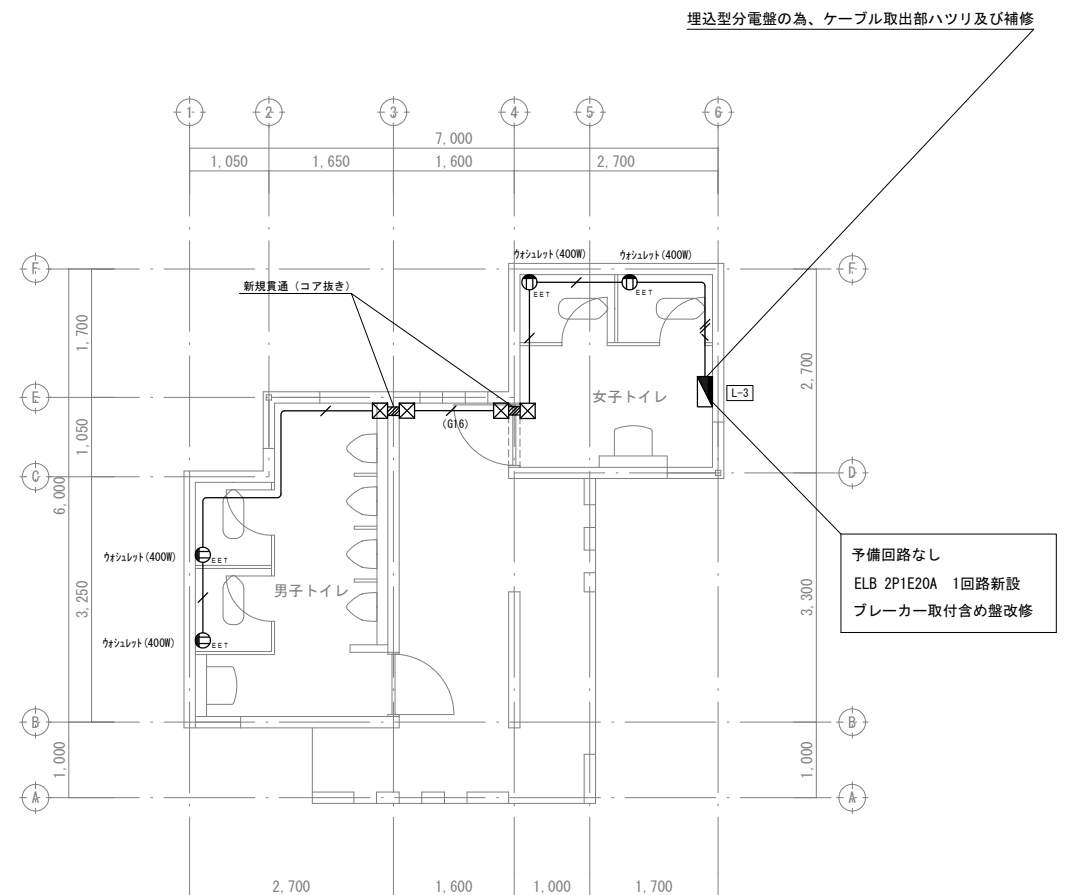 埋込型分電盤の為、ケーブル取出部ハツリ及び補修
1 2 3 4 5 6
7,000
1,050 1,650 1,600 2,700
ウォシュレット(400W) ウォシュレット(400W)
F F
新規貫通（コア抜き）
EET EET
1,700
2,700
E
女子トイレ
L-3
(G16)
1,050
C D
6,000
ウォシュレット(400W)
EET
予備回路なし
ELB 2P1E20A 1回路新設
ブレーカー取付含め盤改修
男子トイレ
3,250
3,300
ウォシュレット(400W)
EET
B B
1,000 1,000
A A
2,700 1,600 1,000 1,700